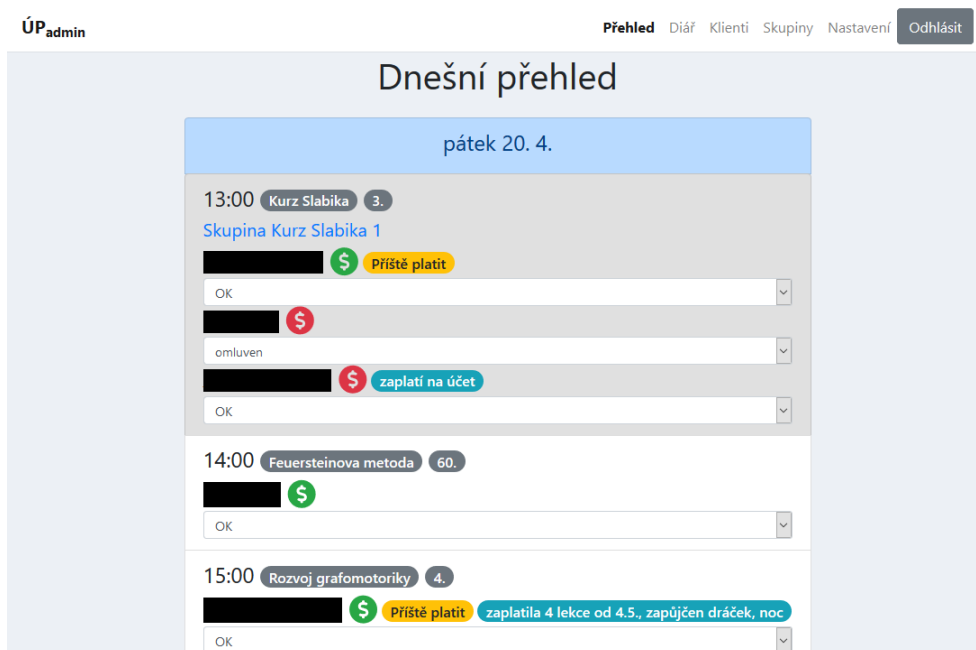 ÚPadmin Přehled Diář Klienti Skupiny Nastavení Odhlásit
Dnešní přehled
pátek 20. 4.
13:00 Kurz Slabika 3.
Skupina Kurz Slabika 1
$ Příště platit
OK
$
omluven
$ zaplatí na účet
OK
14:00 Feuersteinova metoda 60.
$
OK
15:00 Rozvoj grafomotoriky 4.
$ Příště platit zaplatila 4 lekce od 4.5., zapůjčen dráček, noc
OK